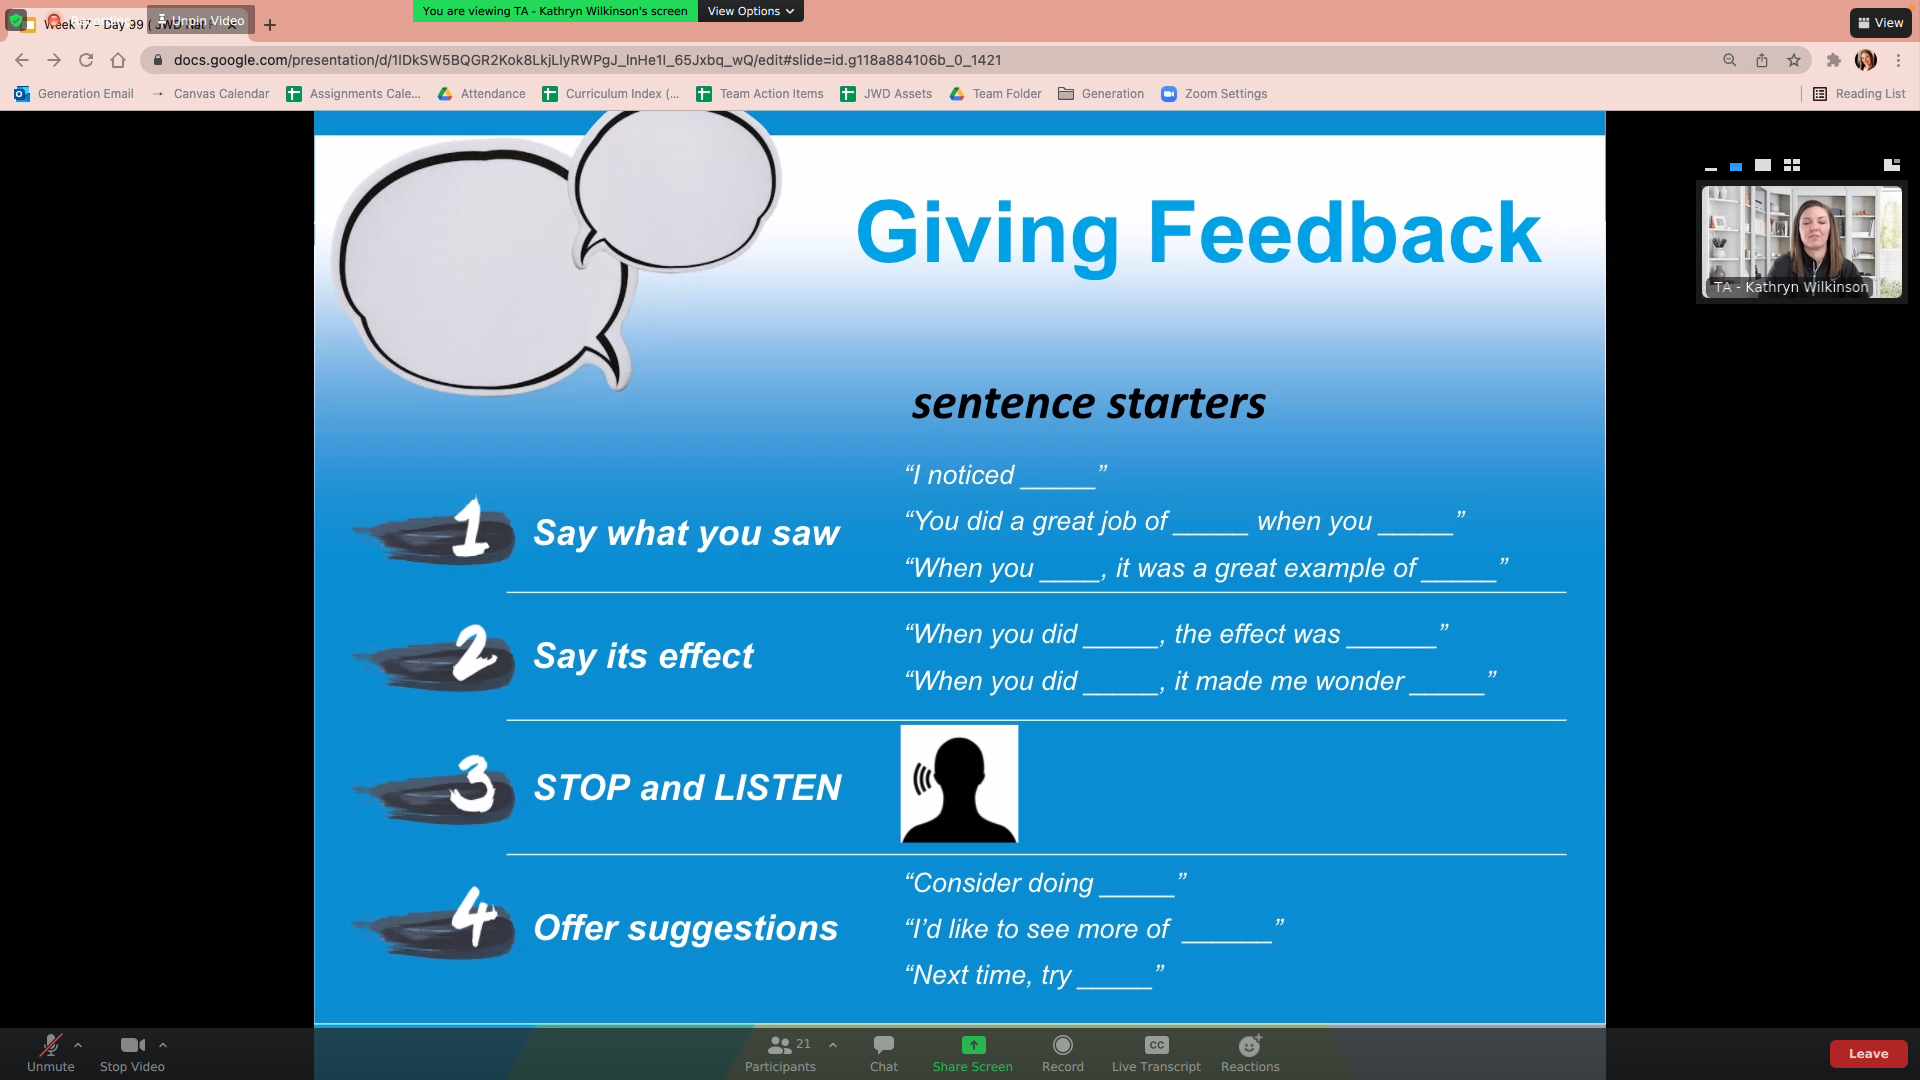 Week 17 - Day 99 ( JWD Nat
Unpin Video
You are viewing TA - Kathryn Wilkinson's screen
View Options
View
docs.google.com/presentation/d/1IDkSW5BQGR2Kok8LkjLlyRWPgJ_lnHe1I_65Jxbq_wQ/edit#slide=id.g118a884106b_0_1421
Generation Email
Canvas Calendar
Assignments Cale...
Attendance
Curriculum Index (...
Team Action Items
JWD Assets
Team Folder
Generation
Zoom Settings
Reading List
Giving Feedback
TA - Kathryn Wilkinson
sentence starters
1 Say what you saw
“I noticed _____”
“You did a great job of _____ when you _____”
“When you ____, it was a great example of _____”
2 Say its effect
“When you did _____, the effect was ______”
“When you did _____, it made me wonder _____”
3 STOP and LISTEN
4 Offer suggestions
“Consider doing _____”
“I’d like to see more of ______”
“Next time, try _____”
Unmute
Stop Video
21
Participants
Chat
Share Screen
Record
CC
Live Transcript
Reactions
Leave